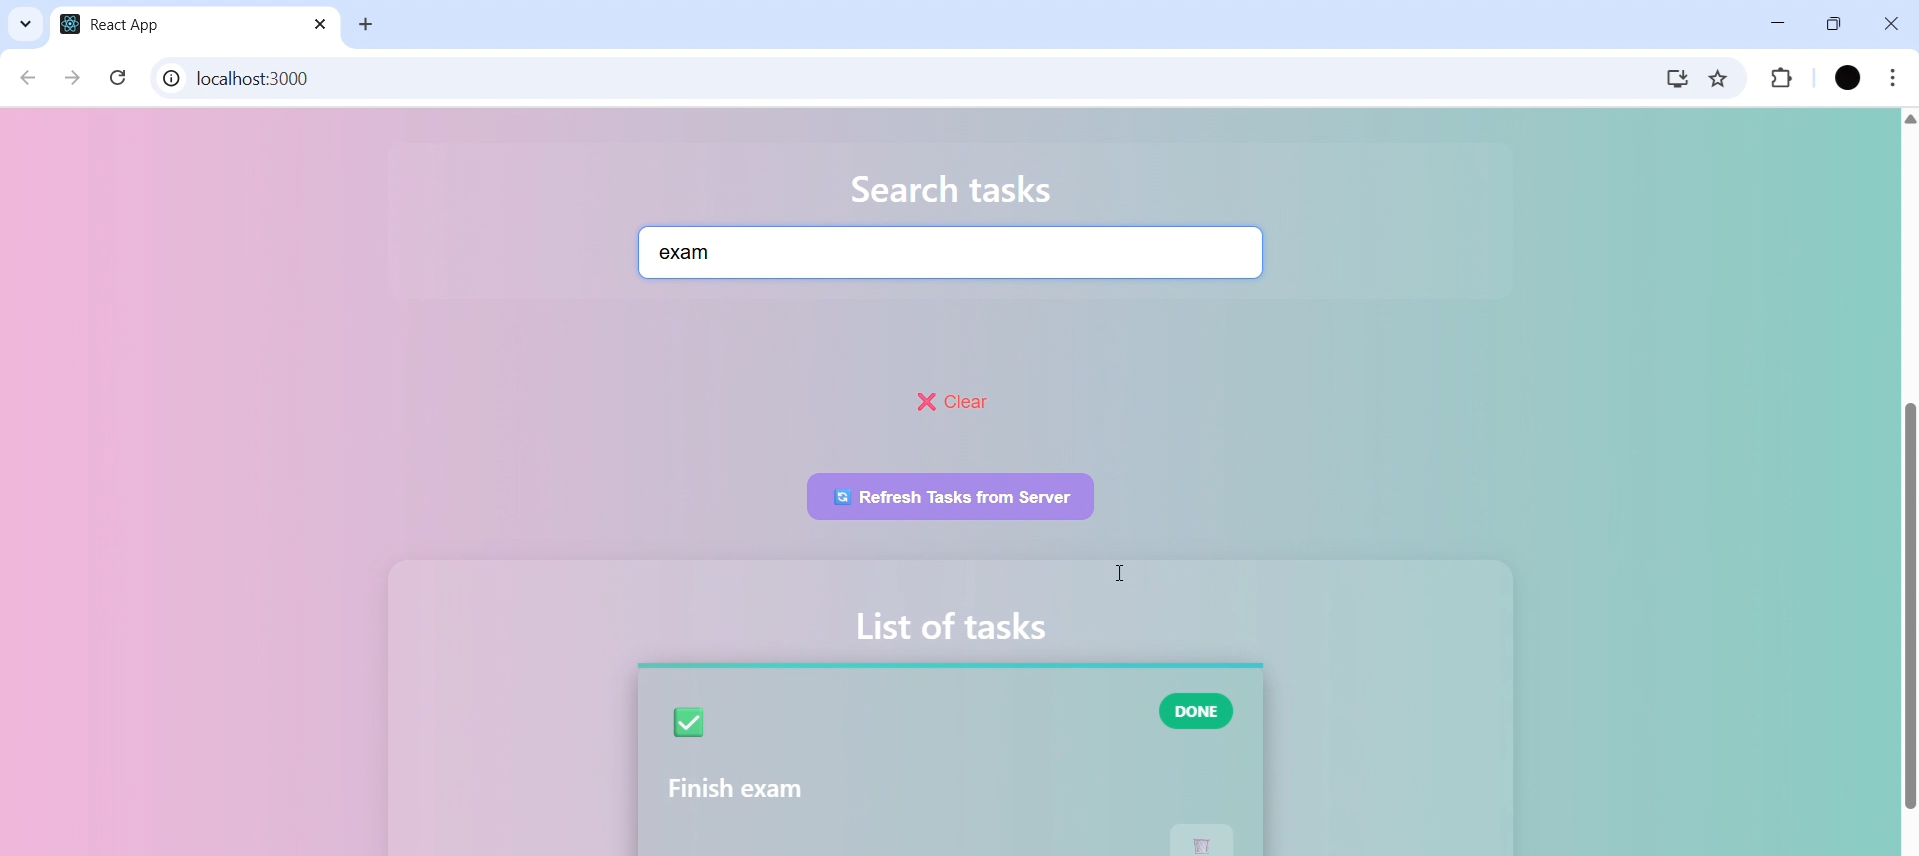 React App
localhost:3000
Search tasks
exam
❌ Clear
🔄 Refresh Tasks from Server
List of tasks
✅
DONE
Finish exam